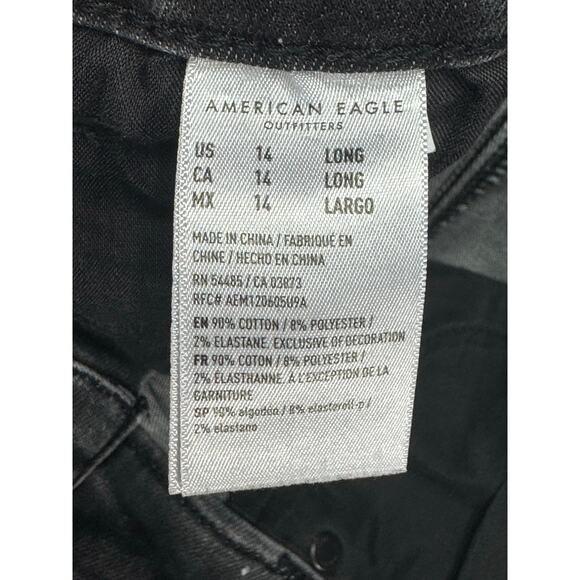 AMERICAN EAGLE
OUTFITTERS
US 14 LONG
CA 14 LONG
MX 14 LARGO
MADE IN CHINA / FABRIQUÉ EN
CHINE / HECHO EN CHINA
RN 54485 / CA 03873
RFC# AEM120605U9A
EN 90% COTTON / 8% POLYESTER /
2% ELASTANE. EXCLUSIVE OF DECORATION
FR 90% COTON / 8% POLYESTER /
2% ÉLASTHANNE. À L'EXCEPTION DE LA
GARNITURE
SP 90% algodon / 8% elasterell-p /
2% elastano